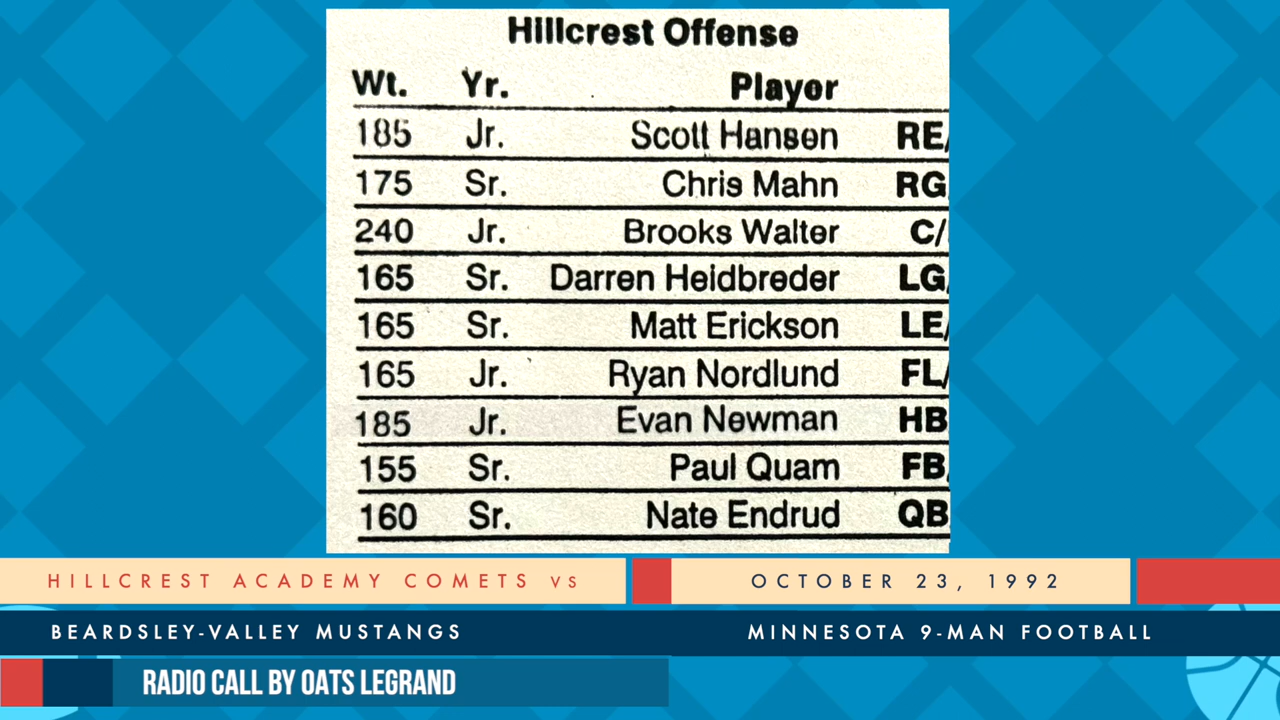 Hillcrest Offense
Wt. Yr. Player
185 Jr. Scott Hansen RE/
175 Sr. Chris Mahn RG
240 Jr. Brooks Walter C/
165 Sr. Darren Heidbreder LG/
165 Sr. Matt Erickson LE/
165 Jr. Ryan Nordlund FL/
185 Jr. Evan Newman HB
155 Sr. Paul Quam FB/
160 Sr. Nate Endrud QB
HILLCREST ACADEMY COMETS VS OCTOBER 23, 1992
BEARDSLEY-VALLEY MUSTANGS MINNESOTA 9-MAN FOOTBALL
RADIO CALL BY OATS LEGRAND